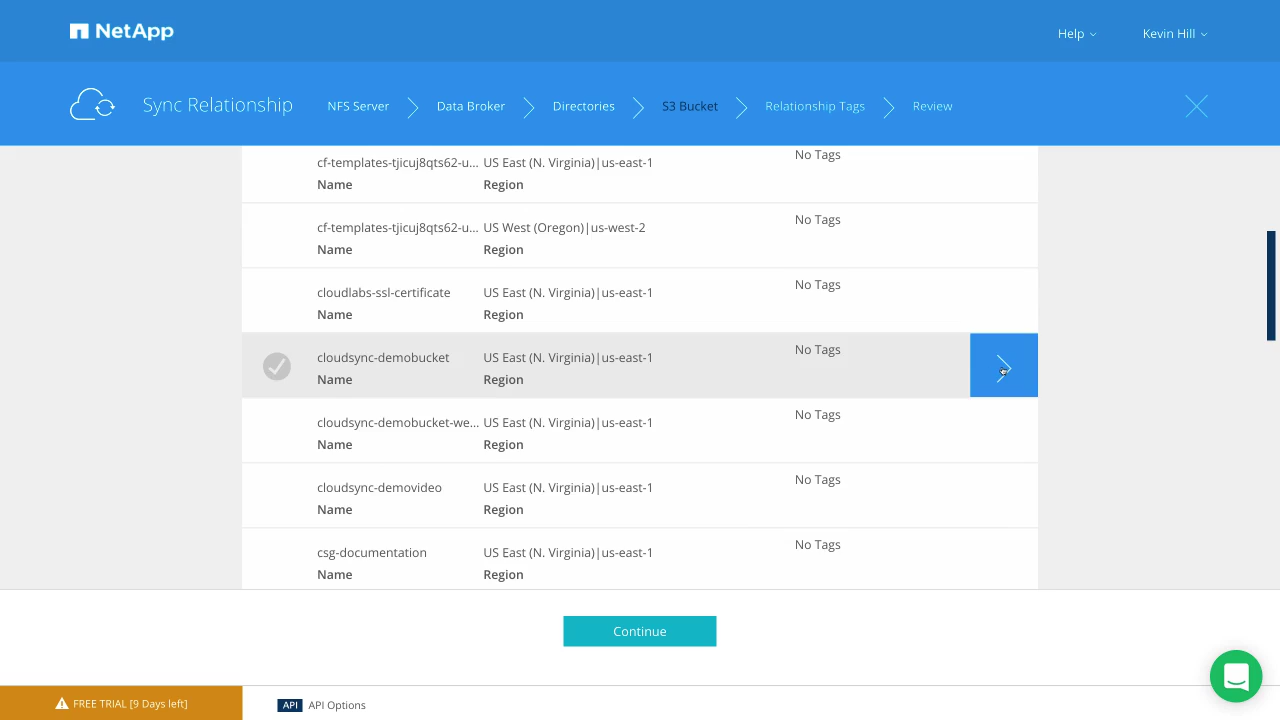 NetApp
Help
Kevin Hill
Sync Relationship
NFS Server
Data Broker
Directories
S3 Bucket
Relationship Tags
Review
cf-templates-tjicuj8qts62-u... US East (N. Virginia)|us-east-1 No Tags
Name Region
cf-templates-tjicuj8qts62-u... US West (Oregon)|us-west-2 No Tags
Name Region
cloudlabs-ssl-certificate US East (N. Virginia)|us-east-1 No Tags
Name Region
cloudsync-demobucket US East (N. Virginia)|us-east-1 No Tags
Name Region
cloudsync-demobucket-we... US East (N. Virginia)|us-east-1 No Tags
Name Region
cloudsync-demovideo US East (N. Virginia)|us-east-1 No Tags
Name Region
csg-documentation US East (N. Virginia)|us-east-1 No Tags
Name Region
Continue
FREE TRIAL [9 Days left]
API API Options